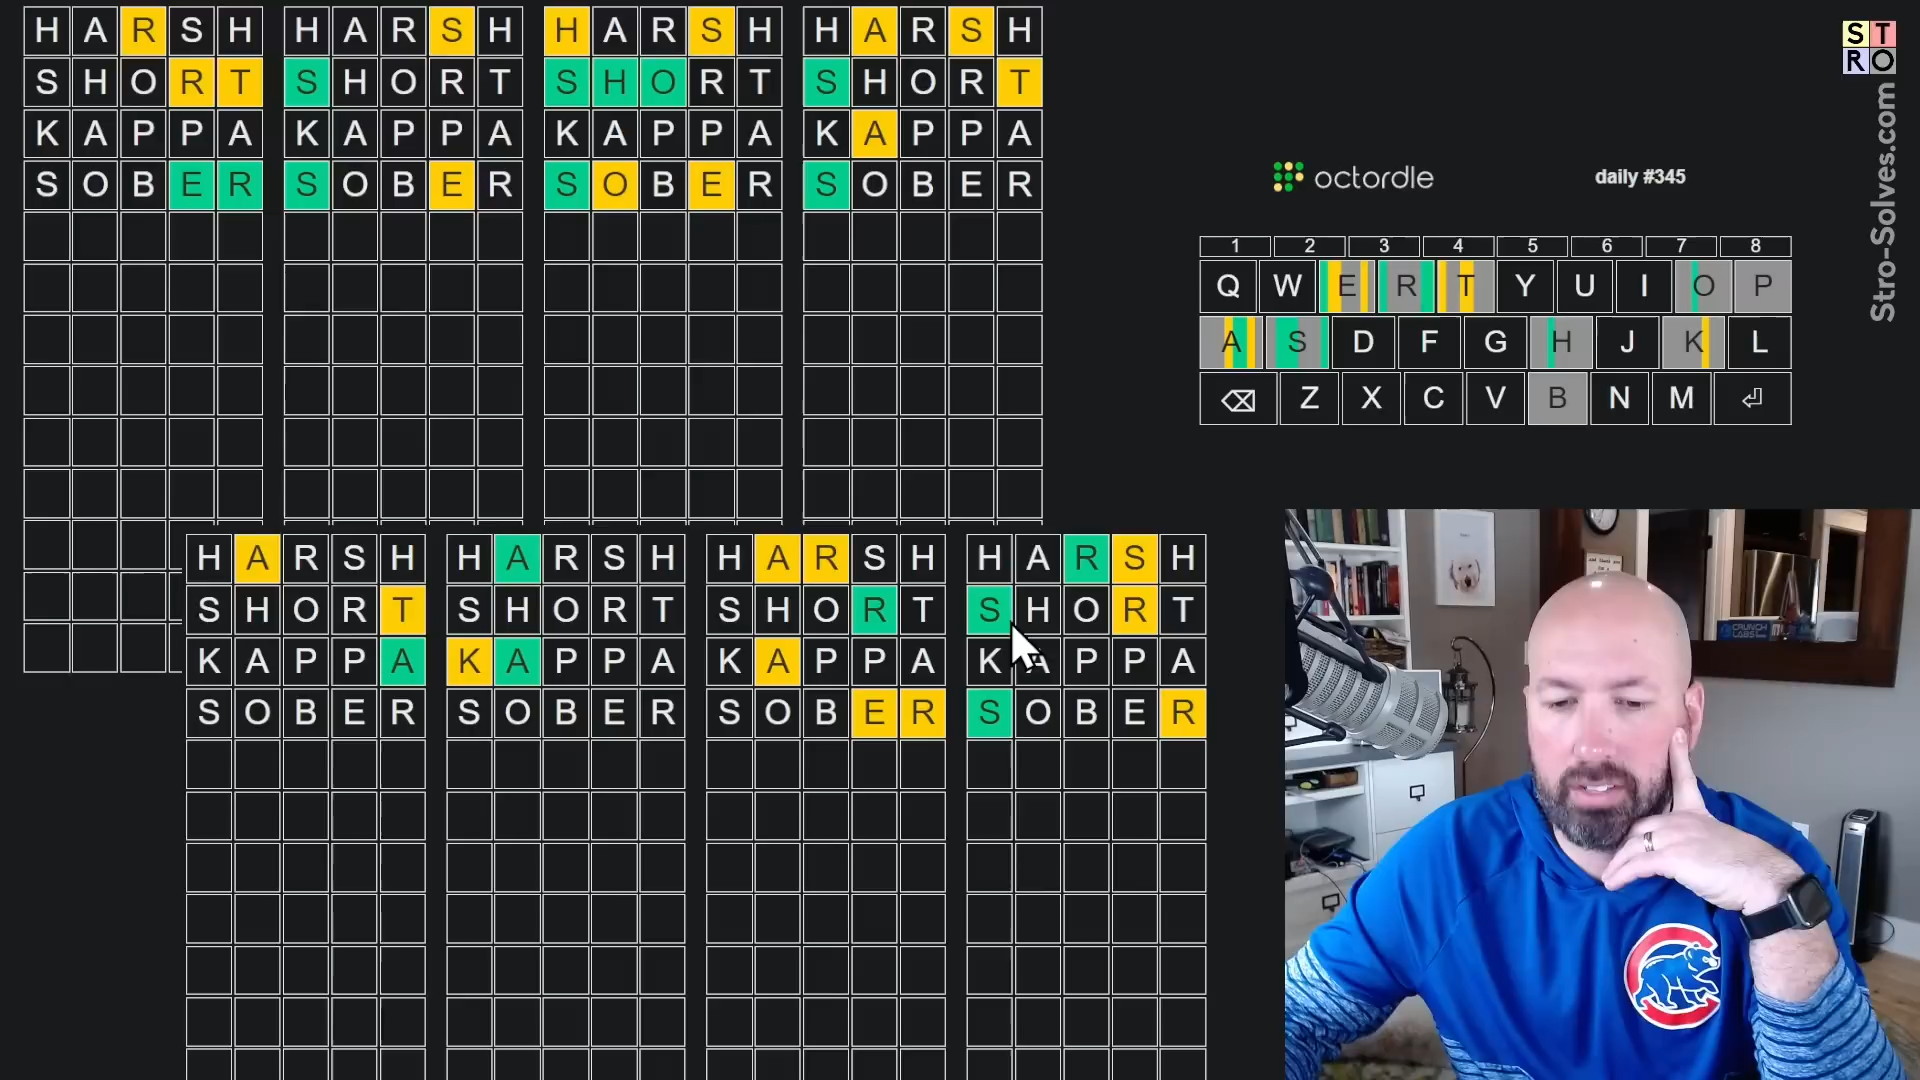 HARSH HARSH HARSH HARSH
SHORT SHORT SHORT SHORT
KAPPA KAPPA KAPPA KAPPA
SOBER SOBER SOBER SOBER
HARSH HARSH HARSH HARSH
SHORT SHORT SHORT SHORT
KAPPA KAPPA KAPPA KAPPA
SOBER SOBER SOBER SOBER
octordle daily #345
1 2 3 4 5 6 7 8
Q W E R T Y U I O P
A S D F G H J K L
Z X C V B N M
ST
RO
Stro-Solves.com
CRUNCH
LABS
C